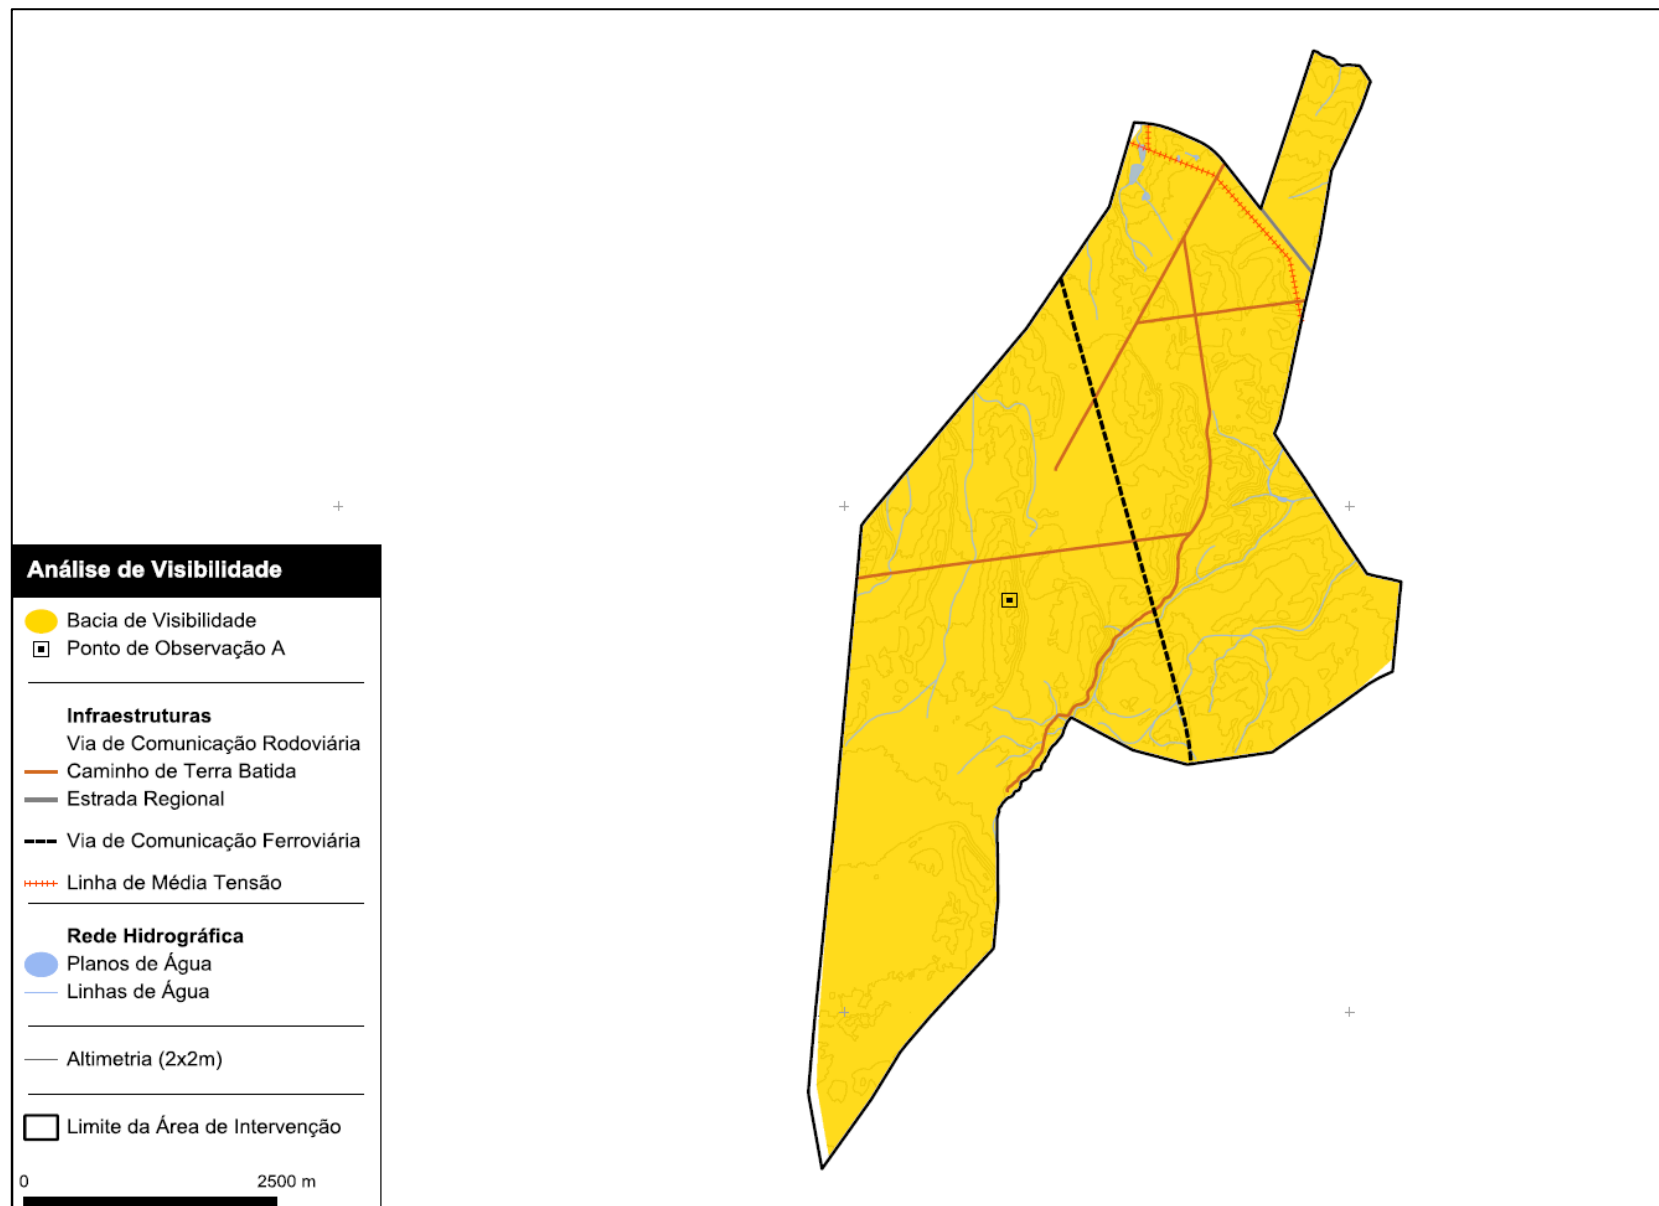 Análise de Visibilidade
Bacia de Visibilidade
Ponto de Observação A
Infraestruturas
Via de Comunicação Rodoviária
Caminho de Terra Batida
Estrada Regional
Via de Comunicação Ferroviária
Linha de Média Tensão
Rede Hidrográfica
Planos de Água
Linhas de Água
Altimetria (2x2m)
Limite da Área de Intervenção
0 2500 m